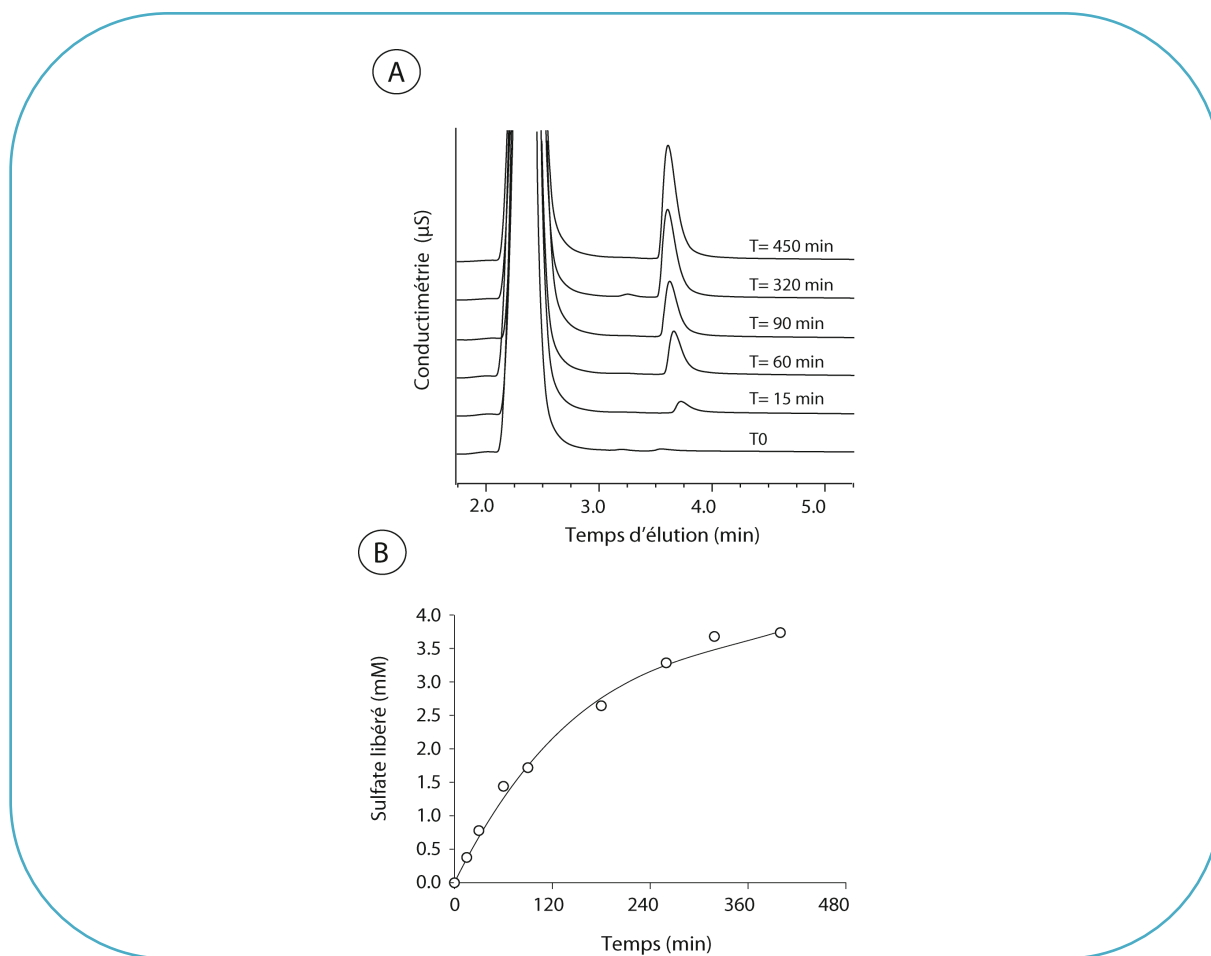 A
Conductimétrie (µS)
T= 450 min
T= 320 min
T= 90 min
T= 60 min
T= 15 min
T0
2.0 3.0 4.0 5.0
Temps d'élution (min)
B
Sulfate libéré (mM)
4.0
3.5
3.0
2.5
2.0
1.5
1.0
0.5
0.0
0 120 240 360 480
Temps (min)